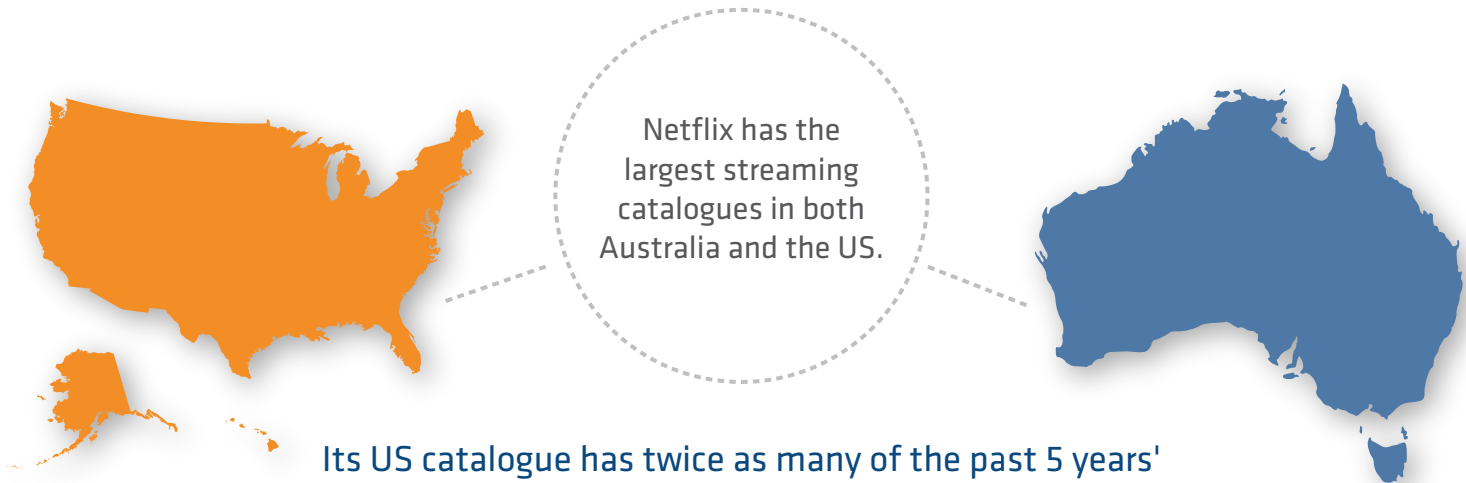 Netflix has the
largest streaming
catalogues in both
Australia and the US.
Its US catalogue has twice as many of the past 5 years'